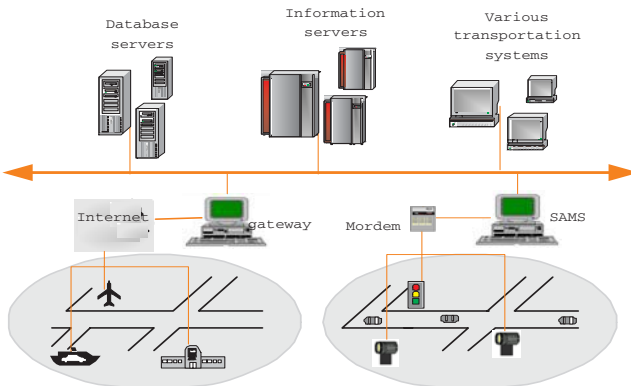 Database
servers
Information
servers
Various
transportation
systems
Internet
gateway
Mordem
SAMS